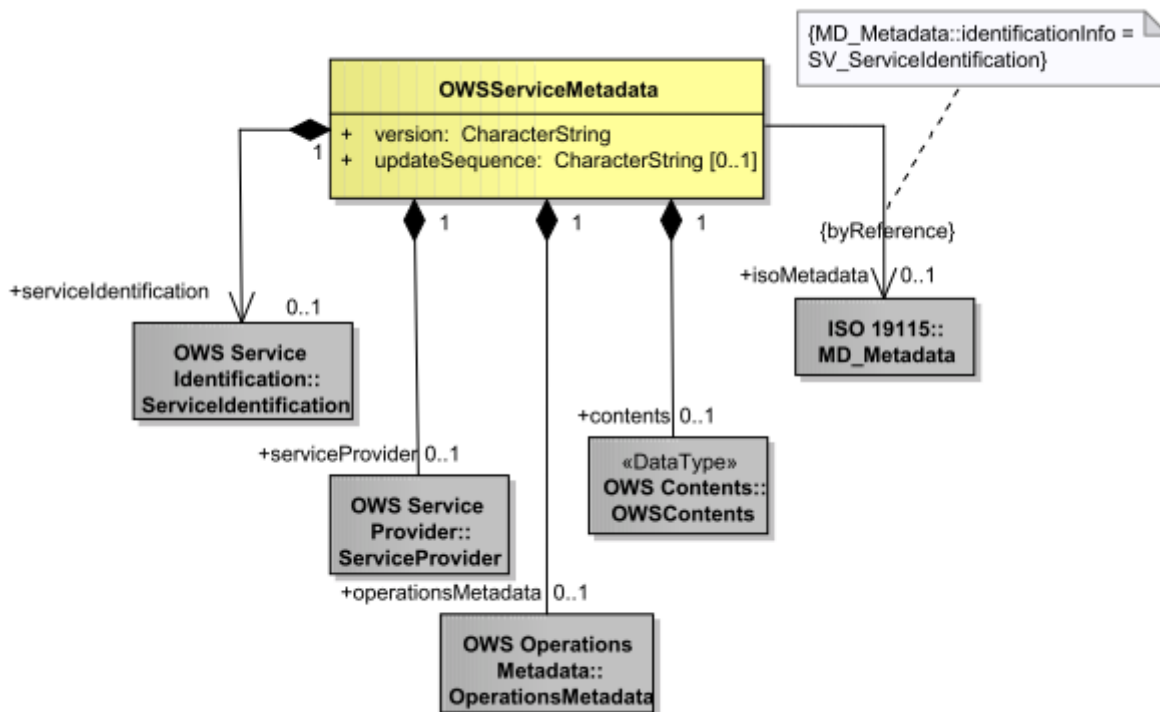 {MD_Metadata::identificationInfo =
SV_ServiceIdentification}
OWSServiceMetadata
+ version: CharacterString
+ updateSequence: CharacterString [0..1]
1
1
1
1
{byReference}
+isoMetadata 0..1
+serviceIdentification
0..1
ISO 19115::
MD_Metadata
OWS Service
Identification::
ServiceIdentification
+contents 0..1
+serviceProvider 0..1
«DataType»
OWS Contents::
OWSContents
OWS Service
Provider::
ServiceProvider
+operationsMetadata 0..1
OWS Operations
Metadata::
OperationsMetadata